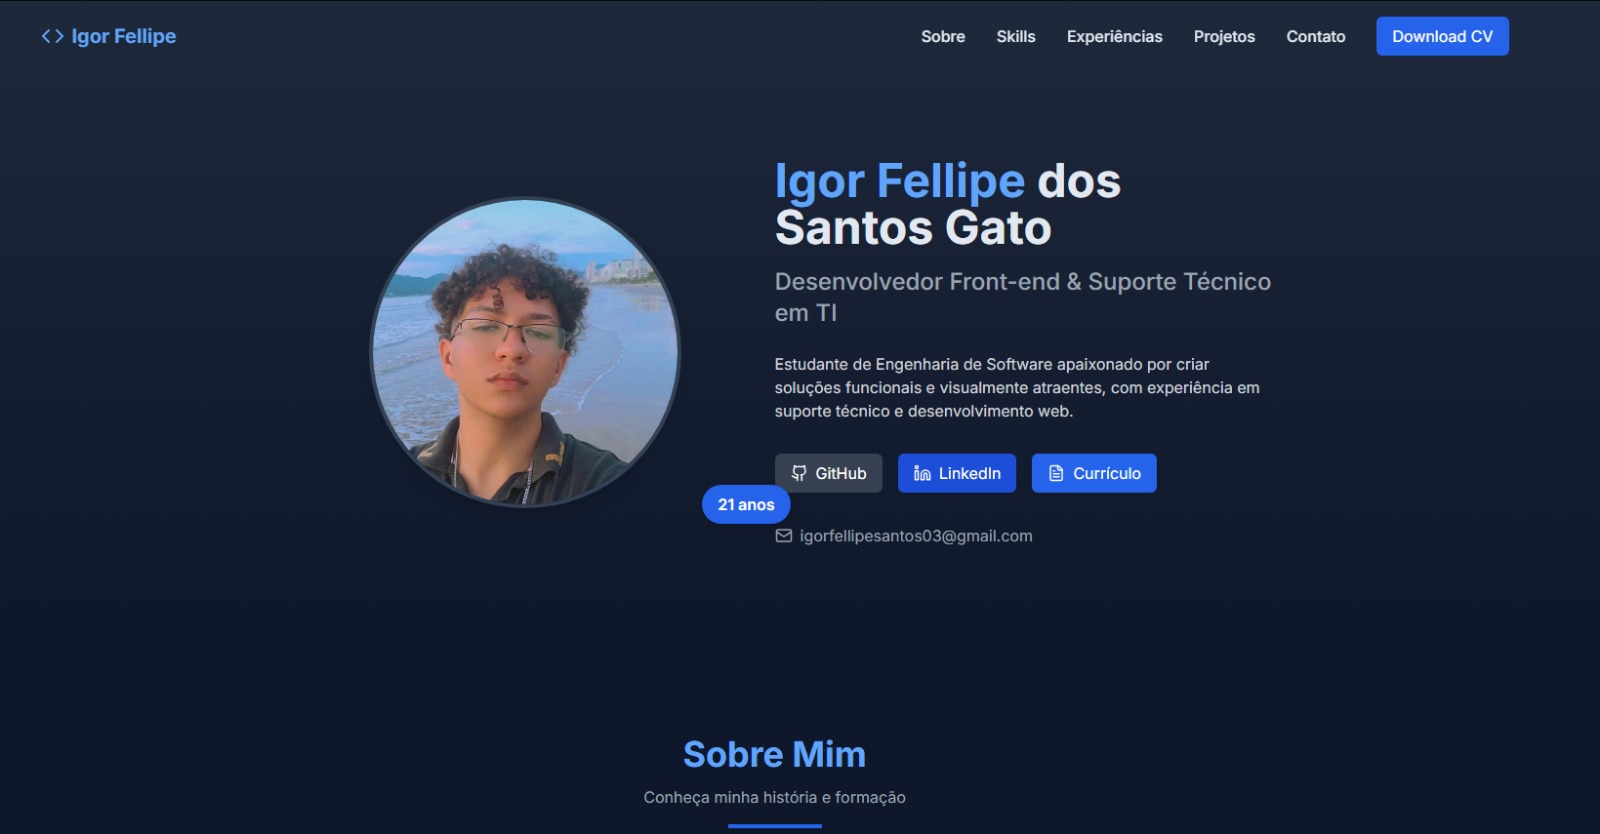 <> Igor Fellipe
Sobre
Skills
Experiências
Projetos
Contato
Download CV
Igor Fellipe dos
Santos Gato
Desenvolvedor Front-end & Suporte Técnico
em TI
Estudante de Engenharia de Software apaixonado por criar
soluções funcionais e visualmente atraentes, com experiência em
suporte técnico e desenvolvimento web.
GitHub
LinkedIn
Currículo
21 anos
igorfellipesantos03@gmail.com
Sobre Mim
Conheça minha história e formação